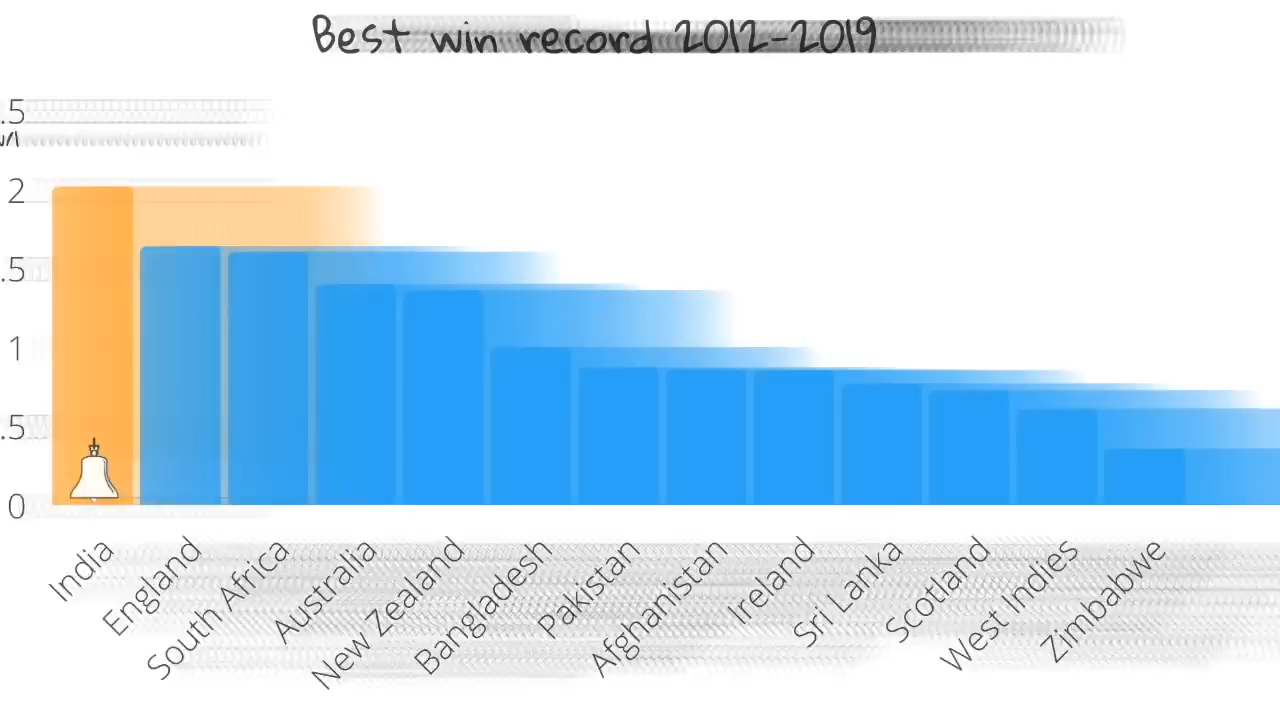 Best win record 2012-2019
.5
w/l
2
.5
1
.5
0
India
England
South Africa
Australia
New Zealand
Bangladesh
Pakistan
Afghanistan
Ireland
Sri Lanka
Scotland
West Indies
Zimbabwe